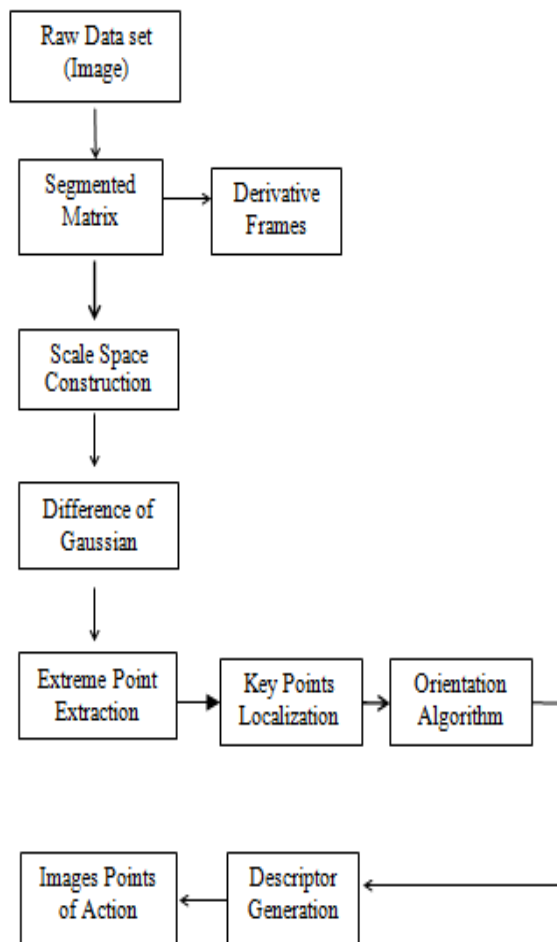 Raw Data set
(Image)
Segmented
Matrix
Derivative
Frames
Scale Space
Construction
Difference of
Gaussian
Extreme Point
Extraction
Key Points
Localization
Orientation
Algorithm
Images Points
of Action
Descriptor
Generation